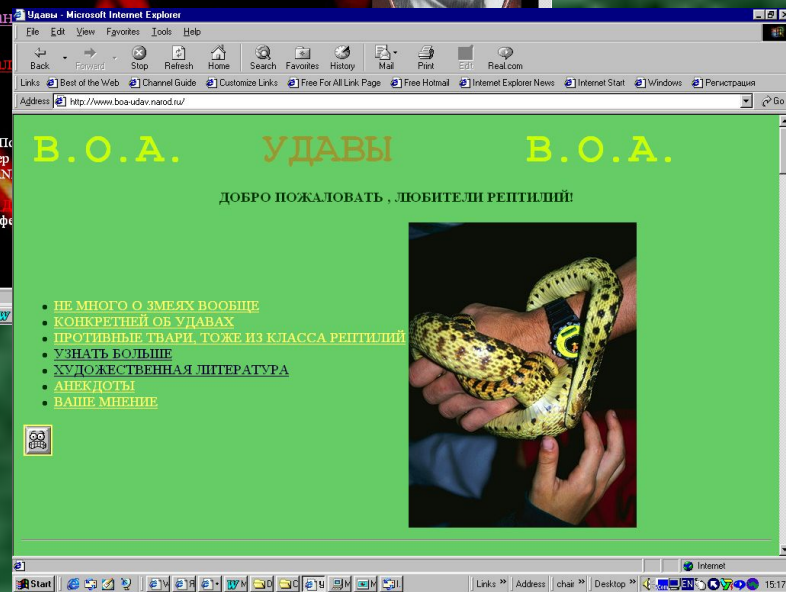 Удавы - Microsoft Internet Explorer
File Edit View Favorites Tools Help
Back Forward Stop Refresh Home Search Favorites History Mail Print Edit Real.com
Links Best of the Web Channel Guide Customize Links Free For All Link Page Free Hotmail Internet Explorer News Internet Start Windows Регистрация
Address http://www.boa-udav.narod.ru/ Go
B.O.A. УДАВЫ B.O.A.
ДОБРО ПОЖАЛОВАТЬ , ЛЮБИТЕЛИ РЕПТИЛИЙ!
НЕ МНОГО О ЗМЕЯХ ВООБЩЕ
КОНКРЕТНЕЙ ОБ УДАВАХ
ПРОТИВНЫЕ ТВАРИ, ТОЖЕ ИЗ КЛАССА РЕПТИЛИЙ
УЗНАТЬ БОЛЬШЕ
ХУДОЖЕСТВЕННАЯ ЛИТЕРАТУРА
АНЕКДОТЫ
ВАШЕ МНЕНИЕ
Internet
Start Links » Address chair » Desktop » EN 15:17